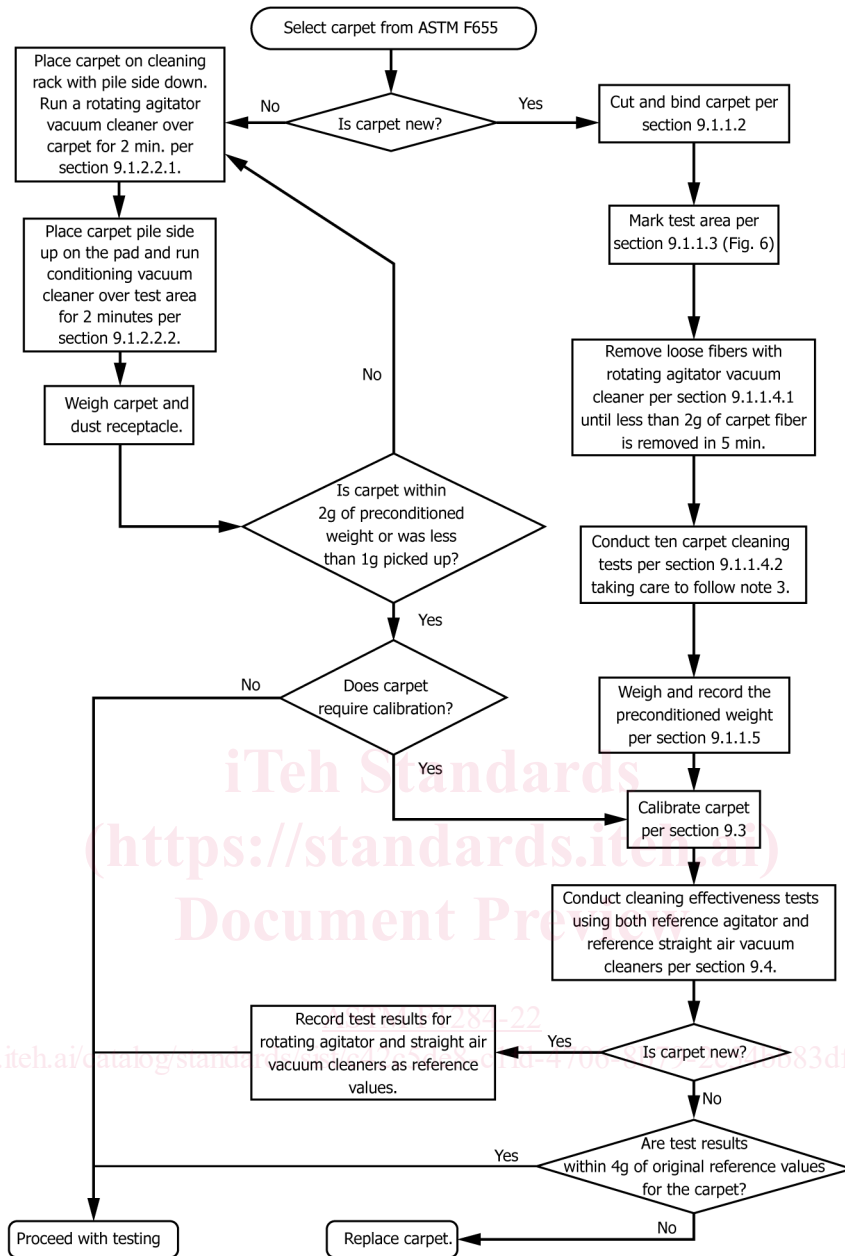 Select carpet from ASTM F655
Place carpet on cleaning
rack with pile side down.
Run a rotating agitator
vacuum cleaner over
carpet for 2 min. per
section 9.1.2.2.1.
No
Is carpet new?
Yes
Cut and bind carpet per
section 9.1.1.2
Mark test area per
section 9.1.1.3 (Fig. 6)
Place carpet pile side
up on the pad and run
conditioning vacuum
cleaner over test area
for 2 minutes per
section 9.1.2.2.2.
No
Remove loose fibers with
rotating agitator vacuum
cleaner per section 9.1.1.4.1
until less than 2g of carpet fiber
is removed in 5 min.
Weigh carpet and
dust receptacle.
Is carpet within
2g of preconditioned
weight or was less
than 1g picked up?
Conduct ten carpet cleaning
tests per section 9.1.1.4.2
taking care to follow note 3.
Yes
No
Does carpet
require calibration?
Weigh and record the
preconditioned weight
per section 9.1.1.5
Yes
iTeh Standards
(https://standards.iteh.ai)
Document Preview
Calibrate carpet
per section 9.3
Conduct cleaning effectiveness tests
using both reference agitator and
reference straight air vacuum
cleaners per section 9.4.
Record test results for
rotating agitator and straight air
vacuum cleaners as reference
values.
Yes
Is carpet new?
No
Are test results
within 4g of original reference values
for the carpet?
Yes
No
Proceed with testing
Replace carpet.